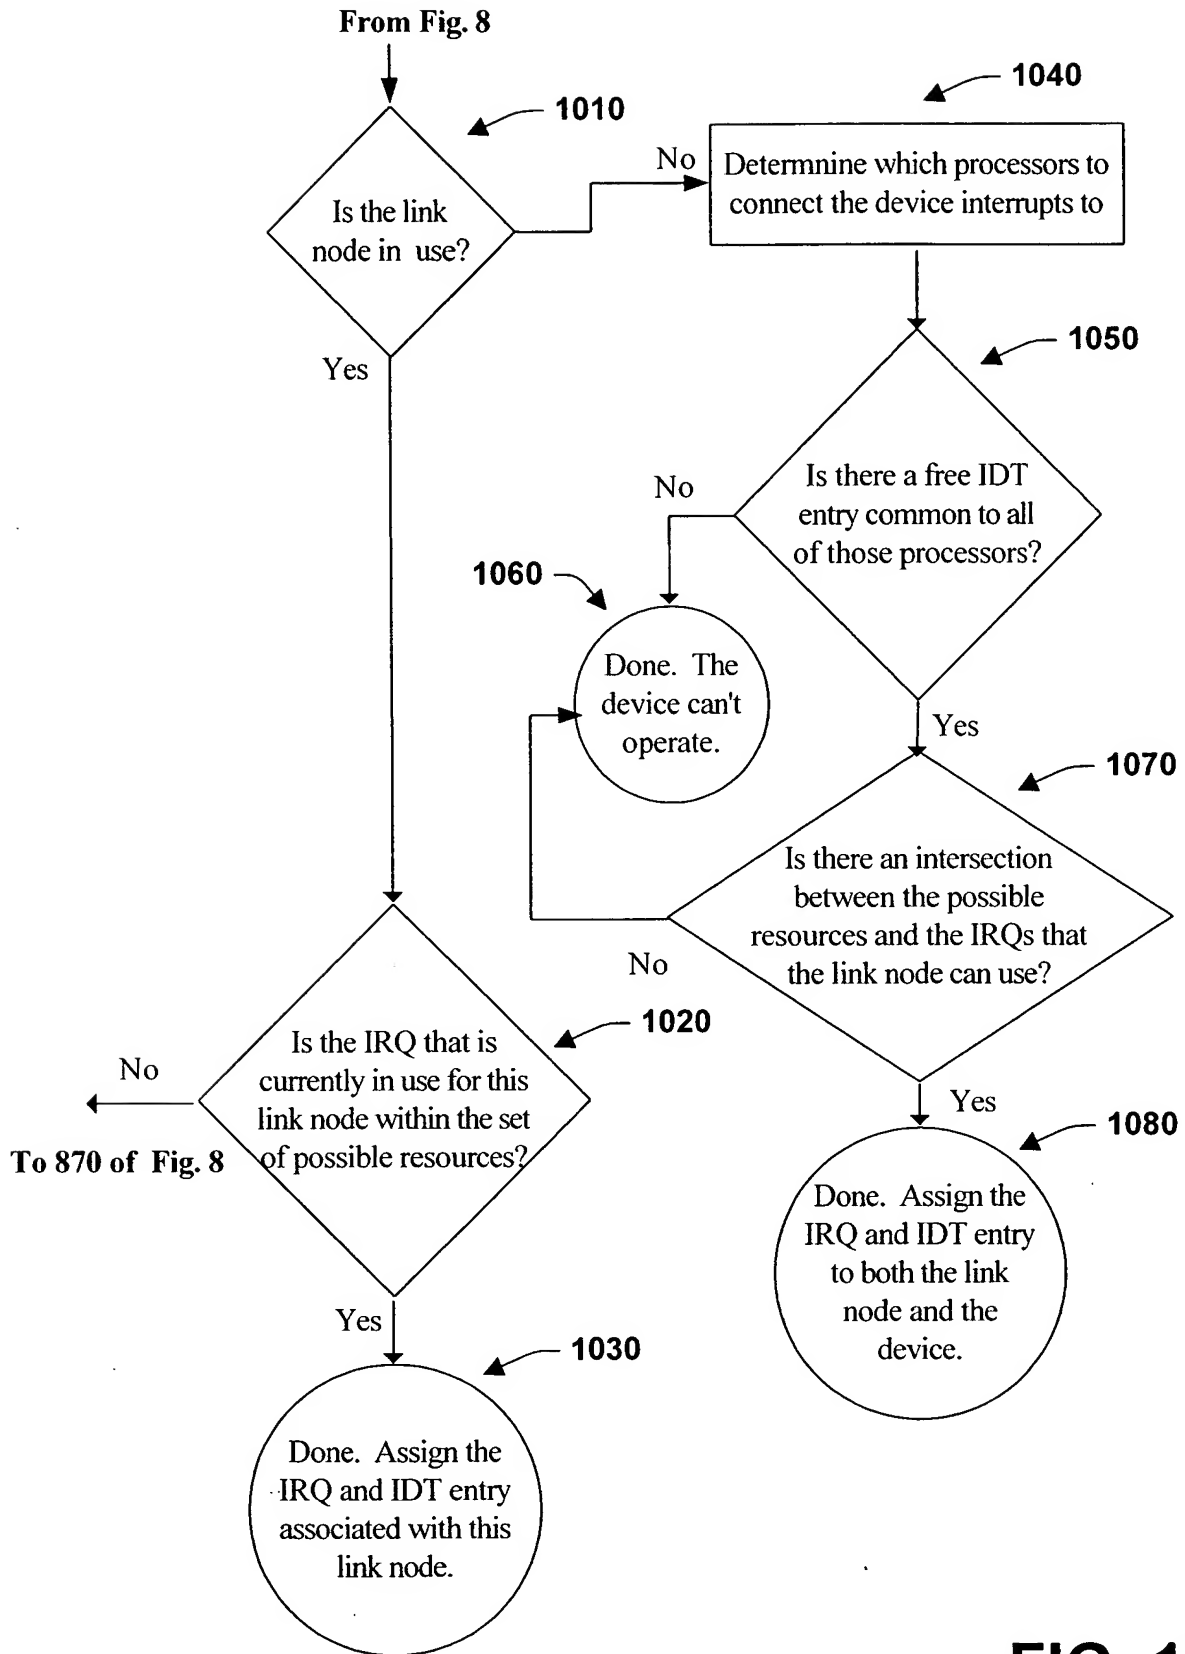 From Fig. 8
1010
Is the link
node in use?
No
Yes
1040
Determnine which processors to
connect the device interrupts to
1050
Is there a free IDT
entry common to all
of those processors?
No
Yes
1060
Done. The
device can't
operate.
1070
Is there an intersection
between the possible
resources and the IRQs that
the link node can use?
No
Yes
1020
Is the IRQ that is
currently in use for this
link node within the set
of possible resources?
No
To 870 of Fig. 8
Yes
1080
Done. Assign the
IRQ and IDT entry
to both the link
node and the
device.
1030
Done. Assign the
IRQ and IDT entry
associated with this
link node.
FIG. 1